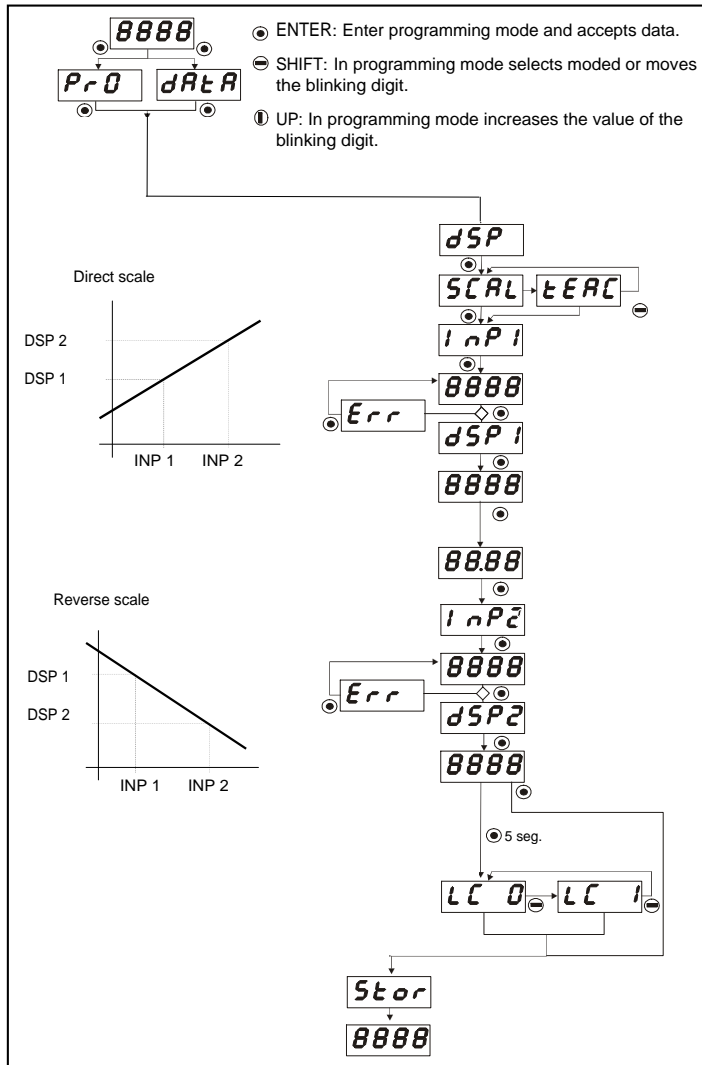 8888
ENTER: Enter programming mode and accepts data.
Pr0 dAtA
SHIFT: In programming mode selects moded or moves
the blinking digit.
UP: In programming mode increases the value of the
blinking digit.
dSP
SCAL tEAC
InP1
8888
Err
dSP1
8888
88.88
InP2
8888
Err
dSP2
8888
5 seg.
LC 0 LC 1
Stor
8888
Direct scale
DSP 2
DSP 1
INP 1 INP 2
Reverse scale
DSP 1
DSP 2
INP 1 INP 2